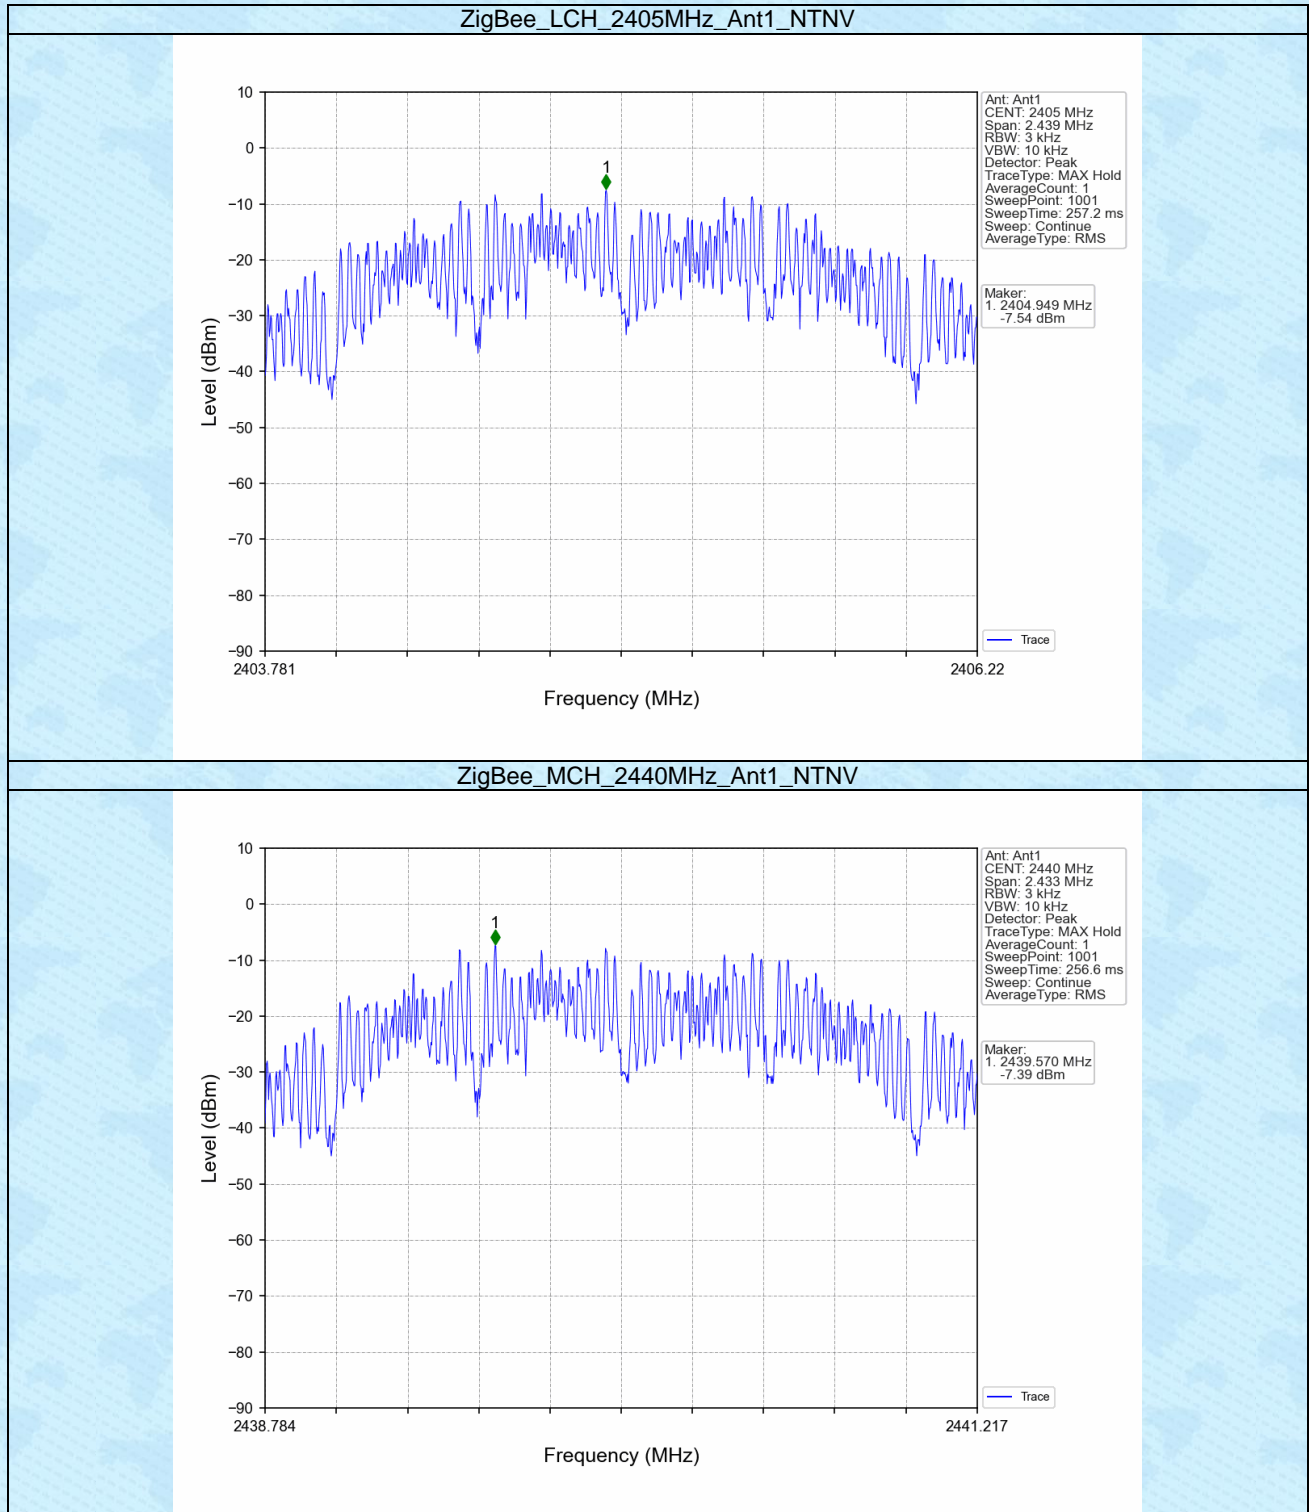 ZigBee_LCH_2405MHz_Ant1_NTNV
10
0
−10
−20
−30
−40
−50
−60
−70
−80
−90
Level (dBm)
1
2403.781
2406.22
Frequency (MHz)
Ant: Ant1
CENT: 2405 MHz
Span: 2.439 MHz
RBW: 3 kHz
VBW: 10 kHz
Detector: Peak
TraceType: MAX Hold
AverageCount: 1
SweepPoint: 1001
SweepTime: 257.2 ms
Sweep: Continue
AverageType: RMS
Maker:
1. 2404.949 MHz
-7.54 dBm
Trace
ZigBee_MCH_2440MHz_Ant1_NTNV
10
0
−10
−20
−30
−40
−50
−60
−70
−80
−90
Level (dBm)
1
2438.784
2441.217
Frequency (MHz)
Ant: Ant1
CENT: 2440 MHz
Span: 2.433 MHz
RBW: 3 kHz
VBW: 10 kHz
Detector: Peak
TraceType: MAX Hold
AverageCount: 1
SweepPoint: 1001
SweepTime: 256.6 ms
Sweep: Continue
AverageType: RMS
Maker:
1. 2439.570 MHz
-7.39 dBm
Trace